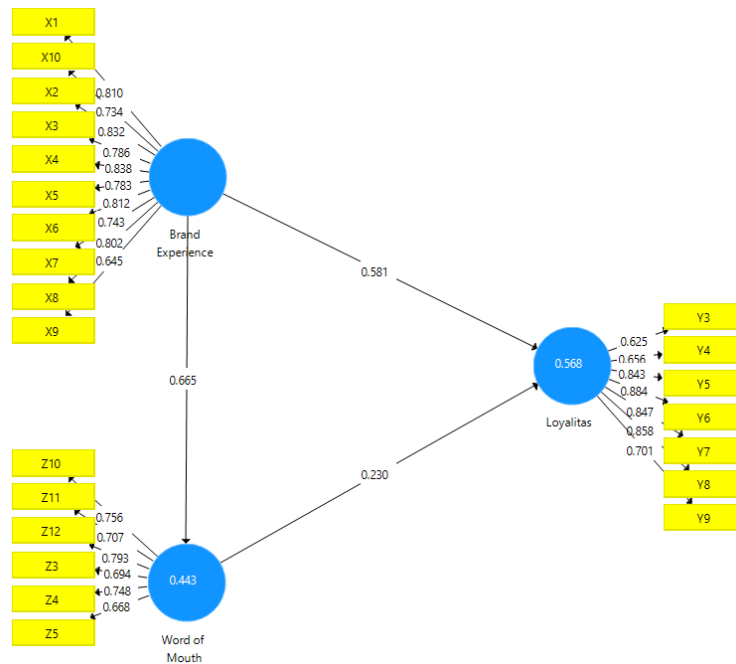 X1
X10
X2
X3
X4
X5
X6
X7
X8
X9
0.810
0.734
0.832
0.786
0.838
0.783
0.812
0.743
0.802
0.645
Brand
Experience
0.581
0.665
0.568
Loyalitas
0.625
0.656
0.843
0.884
0.847
0.858
0.701
Y3
Y4
Y5
Y6
Y7
Y8
Y9
0.230
Z10
Z11
Z12
Z3
Z4
Z5
0.756
0.707
0.793
0.694
0.748
0.668
0.443
Word of
Mouth